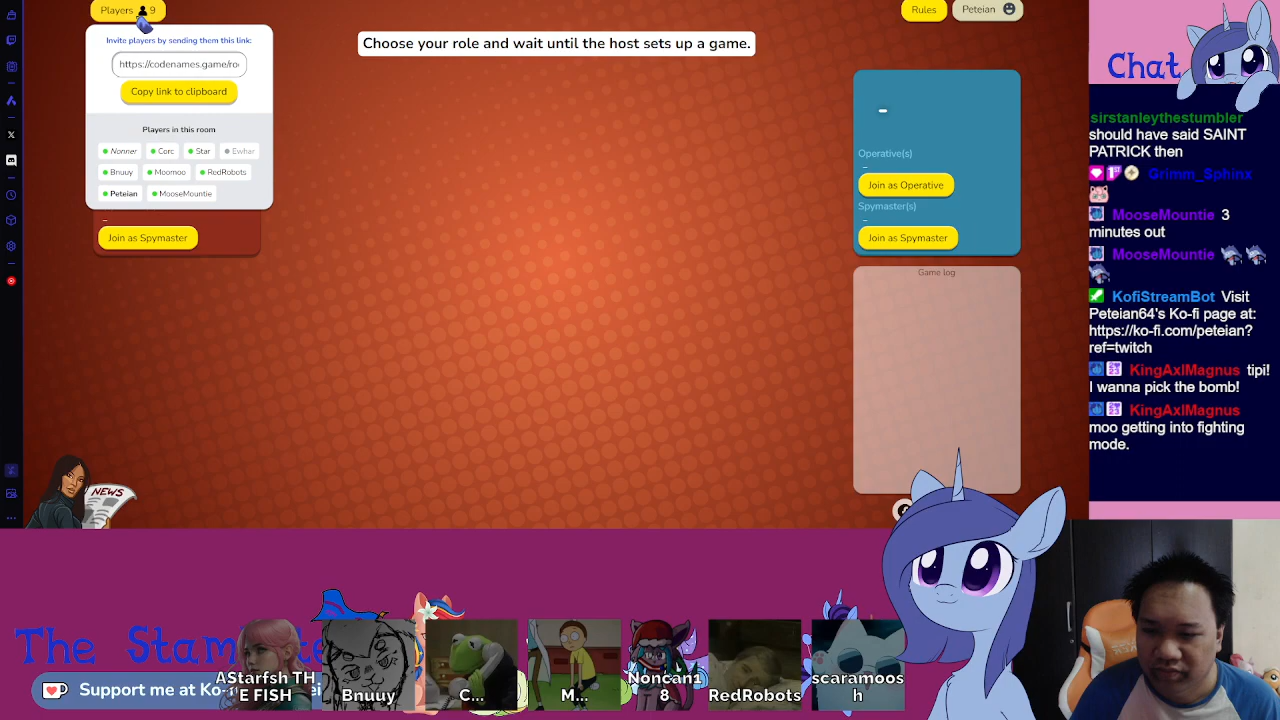 Players 9
Invite players by sending them this link:
https://codenames.game/ro
Copy link to clipboard
Players in this room
Nonner
Corc
Star
Ewhar
Bnuuy
Moomoo
RedRobots
Peteian
MooseMountie
–
Join as Spymaster
Choose your role and wait until the host sets up a game.
Rules
Peteian
-
Operative(s)
–
Join as Operative
Spymaster(s)
–
Join as Spymaster
Game log
NEWS
Chat
sirstanleythestumbler
should have said SAINT
PATRICK then
Grimm_Sphinx
MooseMountie 3
minutes out
MooseMountie
KofiStreamBot Visit
Peteian64's Ko-fi page at:
https://ko-fi.com/peteian?
ref=twitch
KingAxlMagnus tipi!
I wanna pick the bomb!
KingAxlMagnus
moo getting into fighting
mode.
The Stam
Support me at Ko-
AStarfsh TH
E FISH
Bnuuy
C...
M...
Noncan1
8
RedRobots
scaramoos
h